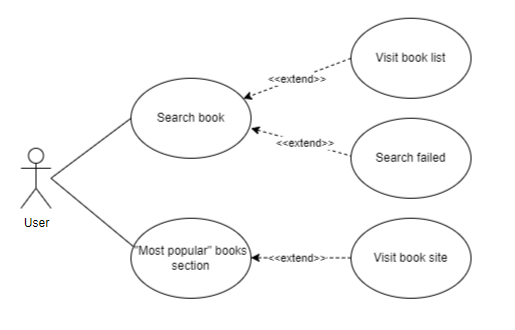 Visit book list
<<extend>>
Search book
<<extend>>
Search failed
User
"Most popular" books
section
<<extend>>
Visit book site